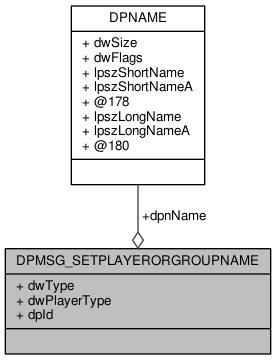 DPNAME
+ dwSize
+ dwFlags
+ lpszShortName
+ lpszShortNameA
+ @178
+ lpszLongName
+ lpszLongNameA
+ @180
+dpnName
DPMSG_SETPLAYERORGROUPNAME
+ dwType
+ dwPlayerType
+ dpId